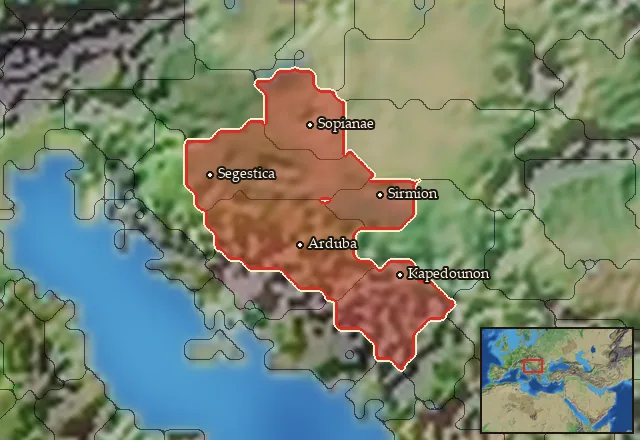 Sopianae
Segestica
Sirmion
Arduba
Kapedounon